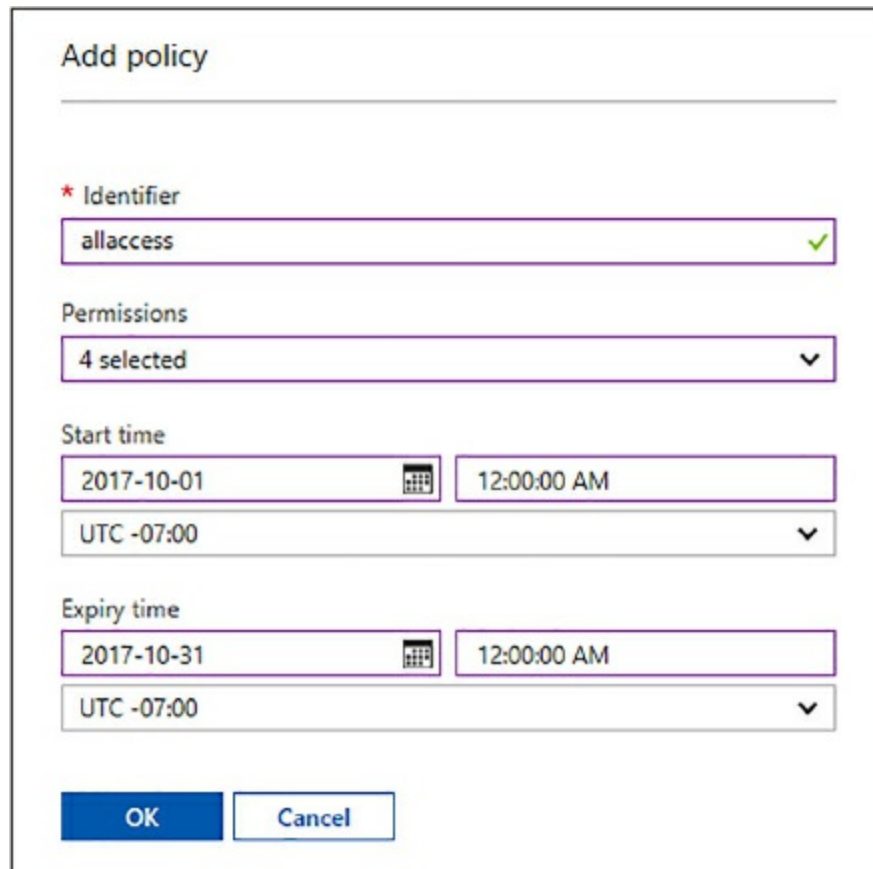 Add policy
* Identifier
allaccess
Permissions
4 selected
Start time
2017-10-01 12:00:00 AM
UTC -07:00
Expiry time
2017-10-31 12:00:00 AM
UTC -07:00
OK Cancel